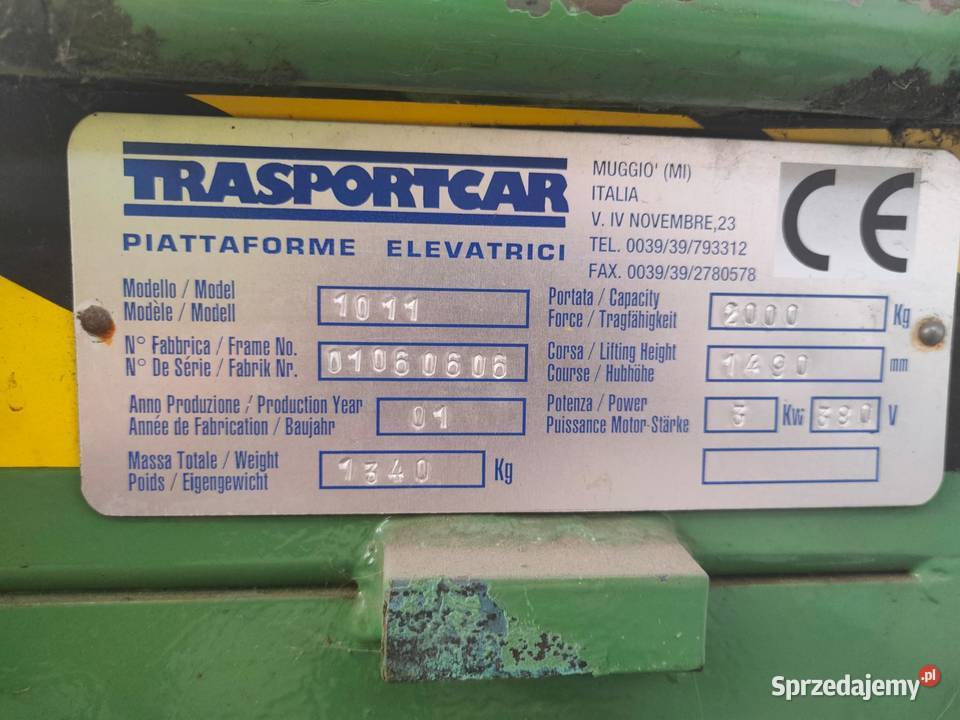 TRASPORTCAR
PIATTAFORME ELEVATRICI
MUGGIO' (MI)
ITALIA
V. IV NOVEMBRE,23
TEL. 0039/39/793312
FAX. 0039/39/2780578
CE
Modello / Model
Modèle / Modell
1011
N° Fabbrica / Frame No.
N° De Série / Fabrik Nr.
01060606
Anno Produzione / Production Year
Année de Fabrication / Baujahr
01
Massa Totale / Weight
Poids / Eigengewicht
1340 Kg
Portata / Capacity
Force / Tragfähigkeit
2000 Kg
Corsa / Lifting Height
Course / Hubhöhe
1490 mm
Potenza / Power
Puissance Motor-Stärke
3 Kw 380 V
Sprzedajemy.pl